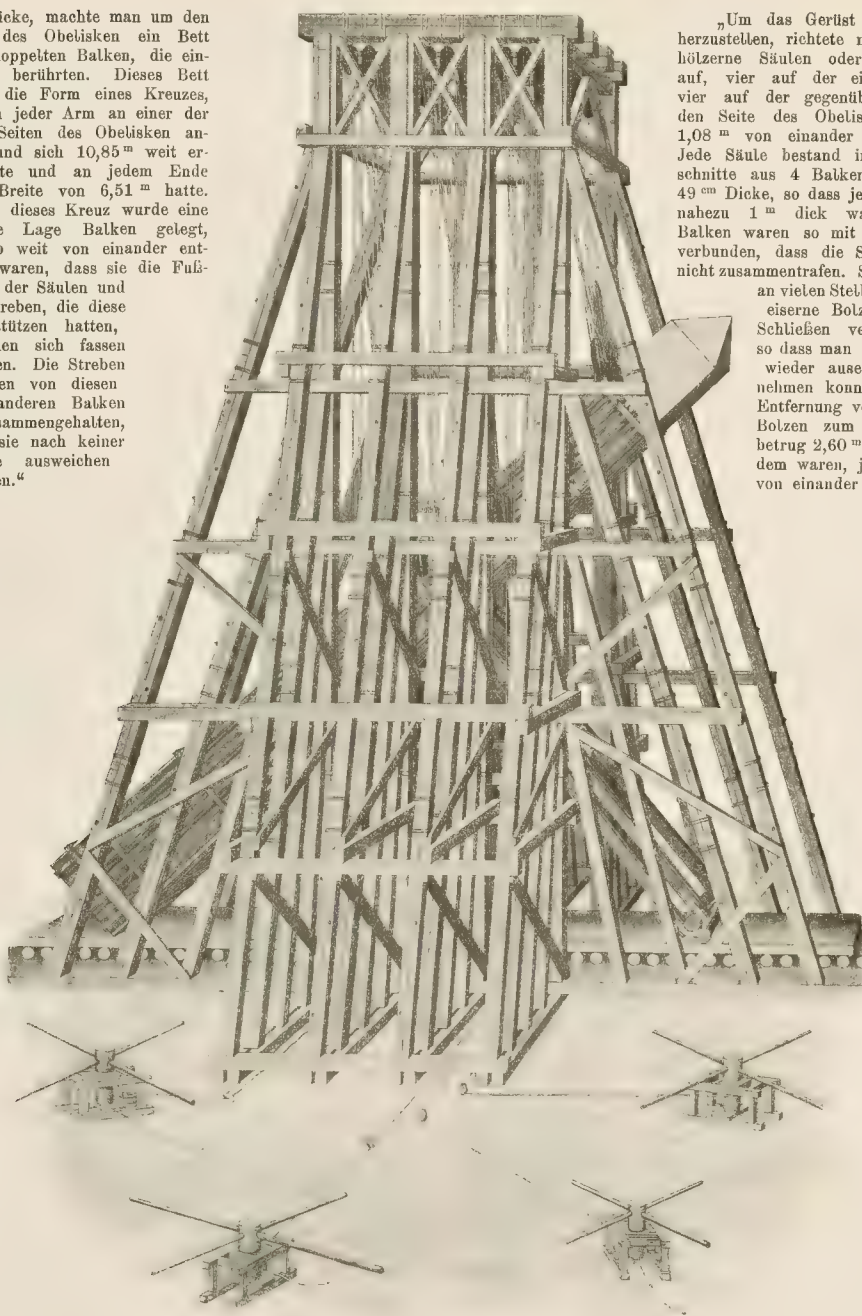 icke, machte man um den
des Obelisken ein Bett
oppelten Balken, die ein-
berührten. Dieses Bett
die Form eines Kreuzes,
jeder Arm an einer der
Seiten des Obelisken an-
und sich 10,85 m weit er-
te und an jedem Ende
Breite von 6,51 m hatte.
dieses Kreuz wurde eine
Lage Balken gelegt,
weit von einander ent-
waren, dass sie die Fuß-
der Säulen und
reben, die diese
tützen hatten,
en sich fassen
en. Die Streben
en von diesen
anderen Balken
ammengehalten,
sie nach keiner
ausweichen
en.“
„Um das Gerüst
herzustellen, richtete
hölzerne Säulen oder
auf, vier auf der ei
vier auf der gegenüb
den Seite des Obelis
1,08 m von einander
Jede Säule bestand i
schnitte aus 4 Balken
49 cm Dicke, so dass je
nahezu 1 m dick wa
Balken waren so mit
verbunden, dass die S
nicht zusammentrafen. S
an vielen Stell
eiserne Bolz
Schließen ve
so dass man
wieder ause
nehmen konn
Entfernung v
Bolzen zum
betrug 2,60 m
dem waren, j
von einander